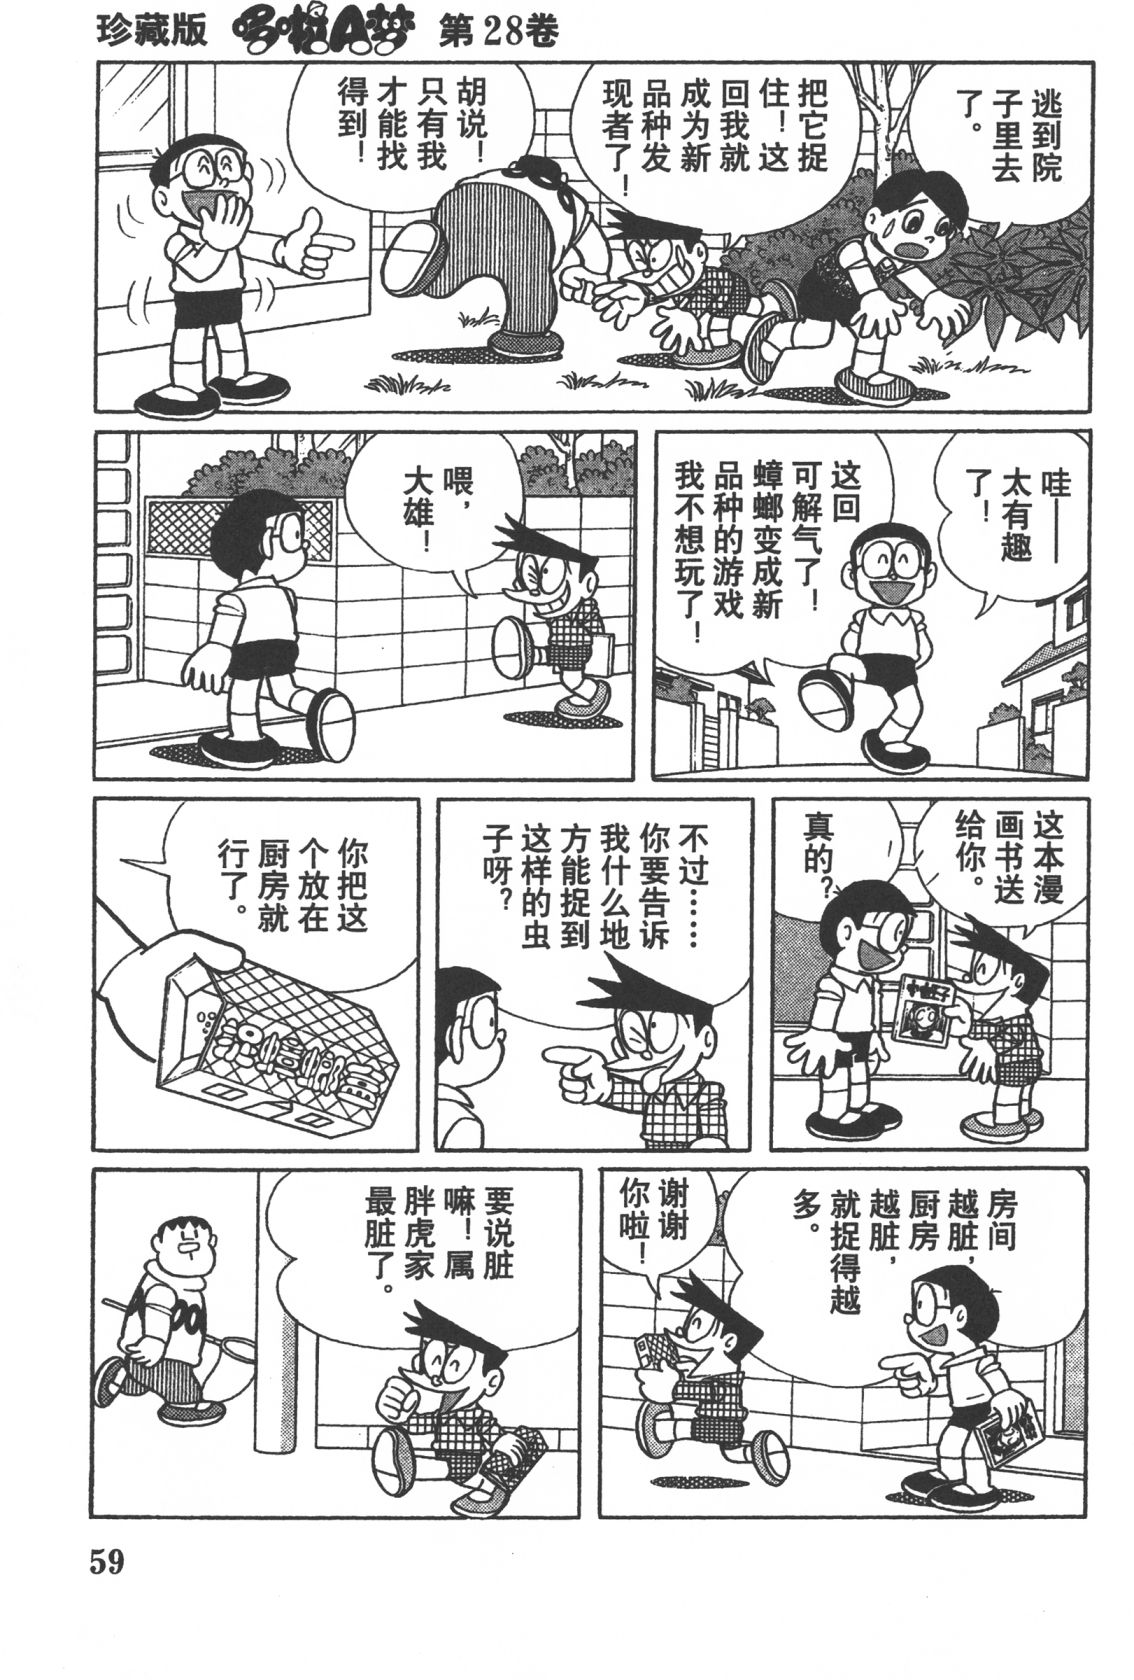 珍藏版 哆啦A梦 第28卷
逃到院
子里去
了。
把它捉
住！这
回我就
成为新
品种发
现者了！
胡说！
只有我
才能找
得到！
哇——
太有趣
了！
这回
可解气了！
蟑螂变成新
品种的游戏
我不想玩了！
喂，
大雄！
这本漫
画书送
给你。
真的？
不过……
你要告诉
我什么地
方能捉到
这样的虫
子呀？
你把这
个放在
厨房就
行了。
房间
越脏，
厨房
越脏，
就捉得越
多。
谢谢
你啦！
要说脏
嘛！属
胖虎家
最脏了。
59